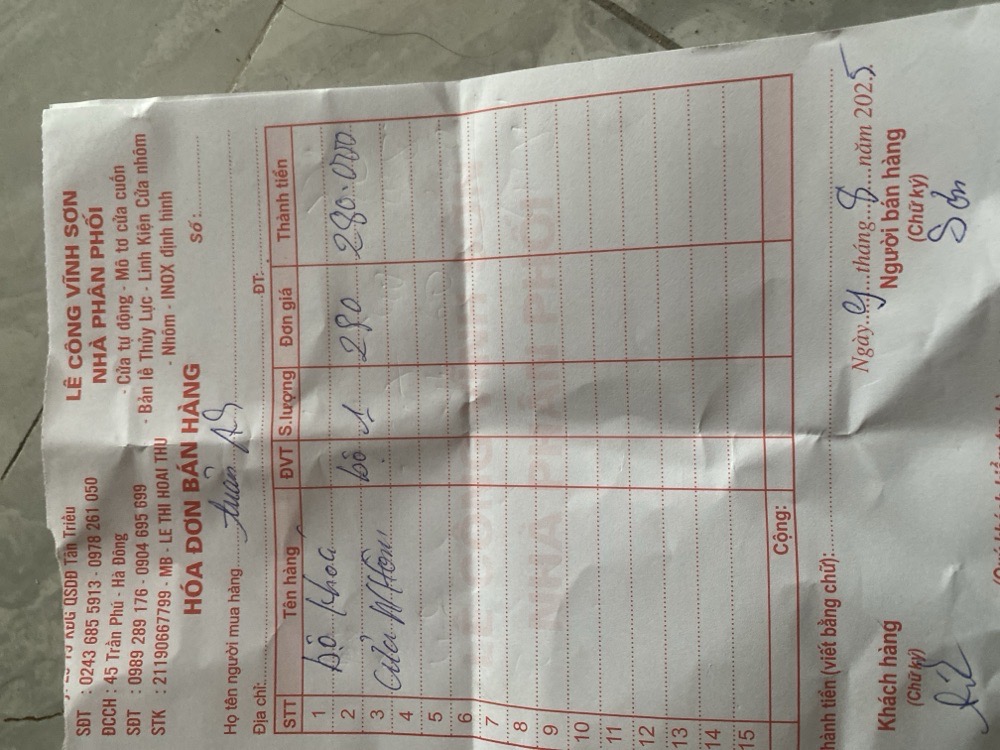 LÊ CÔNG VĨNH SƠN
NHÀ PHÂN PHỐI
- Cửa tự động - Mô tơ cửa cuốn
- Bản lề Thủy Lực - Linh Kiện Cửa nhôm
- Nhôm - INOX định hình
QSDĐ Tân Triều
SĐT : 0243 685 5913 - 0978 261 050
ĐCCH : 45 Trần Phú - Hà Đông
SĐT : 0989 289 176 - 0904 695 699
STK : 21190667799 - MB - LE THI HOAI THU
HÓA ĐƠN BÁN HÀNG
Số:
Họ tên người mua hàng
Địa chỉ: ĐT:
STT Tên hàng ĐVT S.lượng Đơn giá Thành tiền
1 bộ khoá
2 bộ 1 280 280.000
3 cửa
4
5
6
7
8
9
10
11
12
13
14
15
Cộng:
hành tiền (viết bằng chữ):
Ngày tháng 8 năm 2025
Khách hàng Người bán hàng
(Chữ ký) (Chữ ký)
Sơn